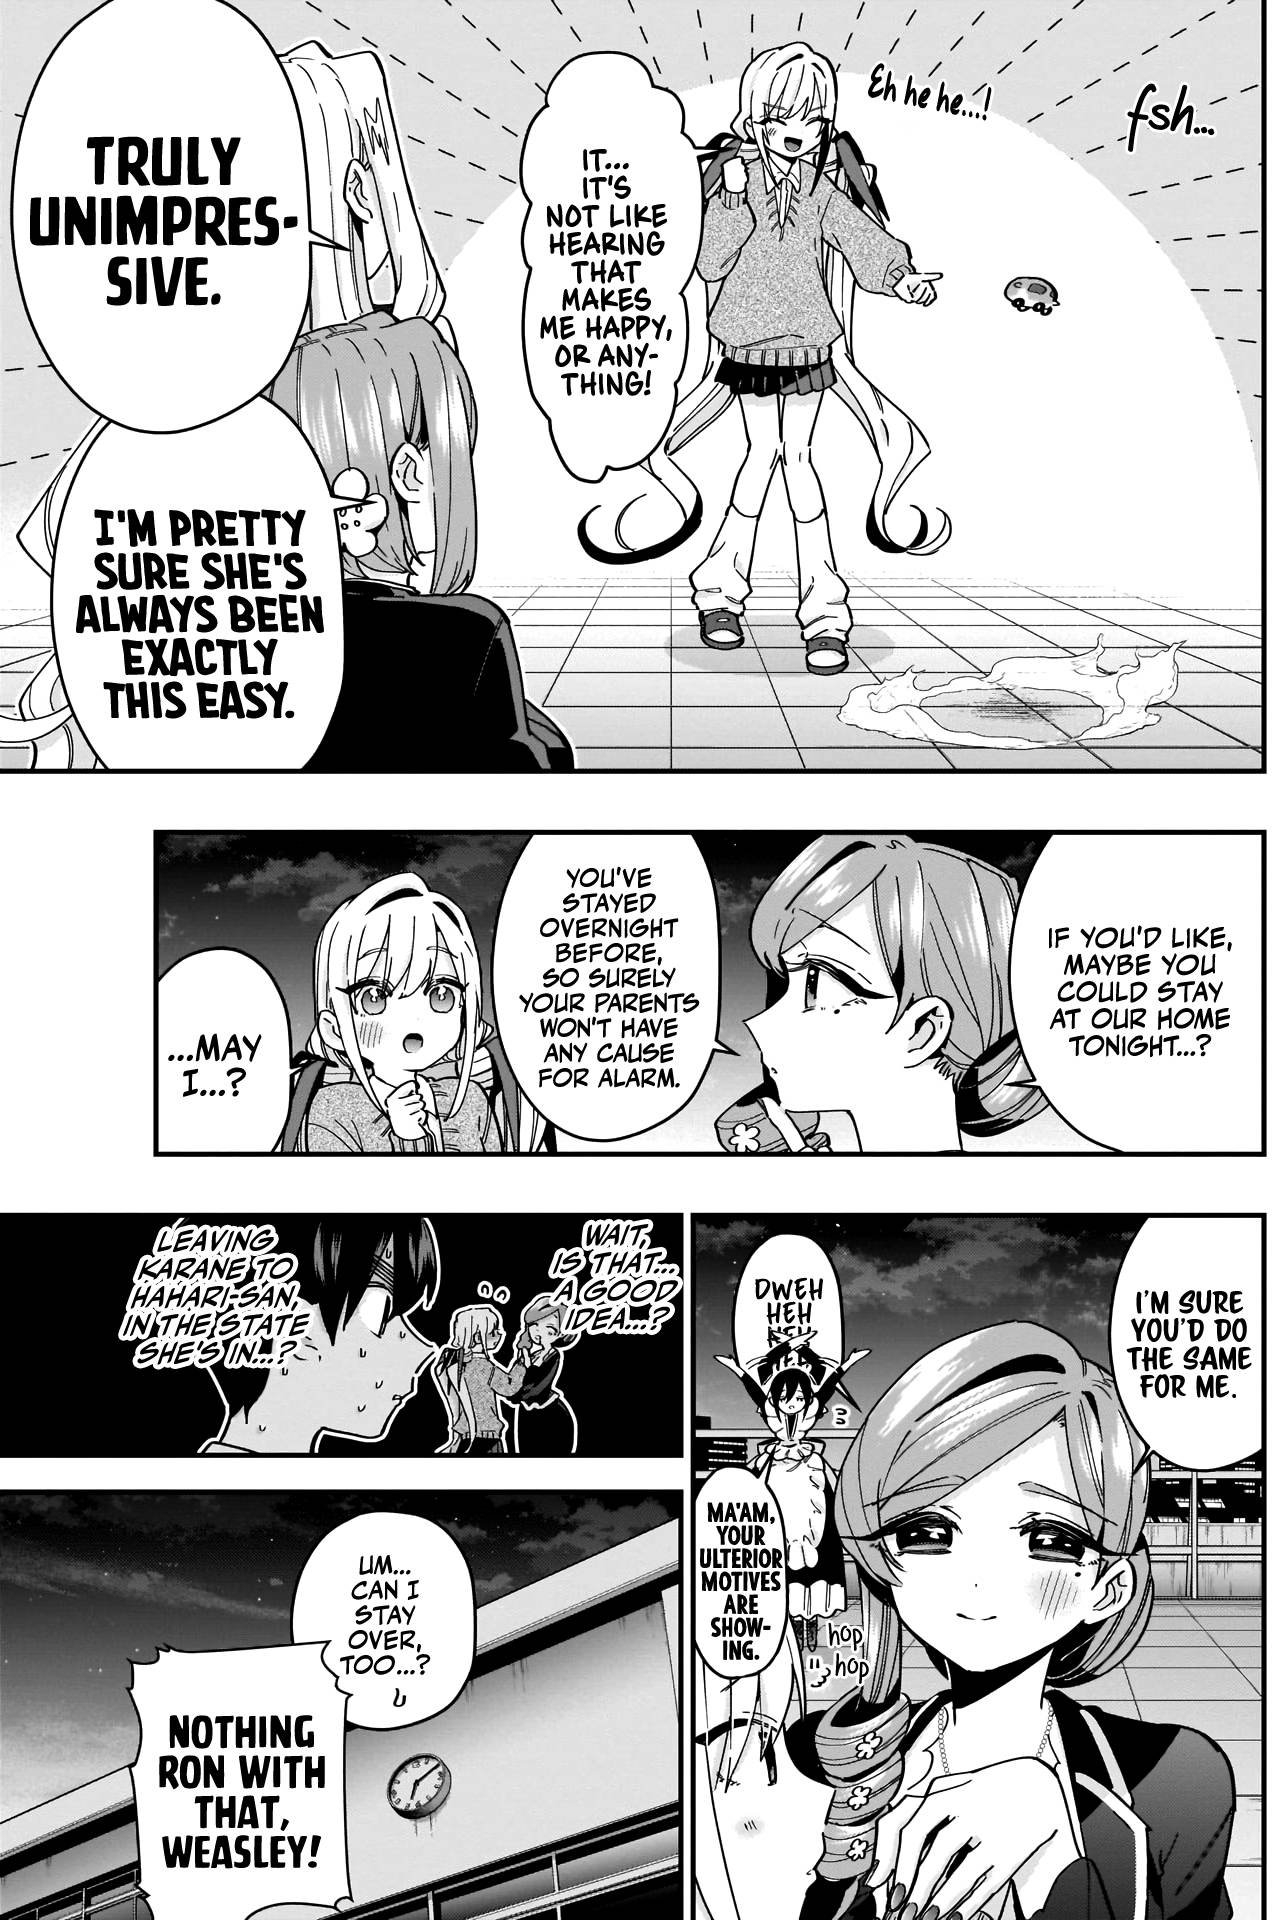 fsh...
Eh he he...!
IT...
IT'S
NOT LIKE
HEARING
THAT
MAKES
ME HAPPY,
OR ANY-
THING!
TRULY
UNIMPRES-
SIVE.
I'M PRETTY
SURE SHE'S
ALWAYS BEEN
EXACTLY
THIS EASY.
IF YOU'D LIKE,
MAYBE YOU
COULD STAY
AT OUR HOME
TONIGHT...?
YOU'VE
STAYED
OVERNIGHT
BEFORE,
SO SURELY
YOUR PARENTS
WON'T HAVE
ANY CAUSE
FOR ALARM.
...MAY
I...?
I'M SURE
YOU'D DO
THE SAME
FOR ME.
DWEH
HEH
HEH
HEH
MA'AM,
YOUR
ULTERIOR
MOTIVES
ARE
SHOW-
ING.
hop
hop
WAIT,
IS THAT...
A GOOD
IDEA...?
LEAVING
KARANE TO
HAHARI-SAN,
IN THE STATE
SHE'S IN...?
UM...
CAN I
STAY
OVER,
TOO...?
NOTHING
RON WITH
THAT,
WEASLEY!